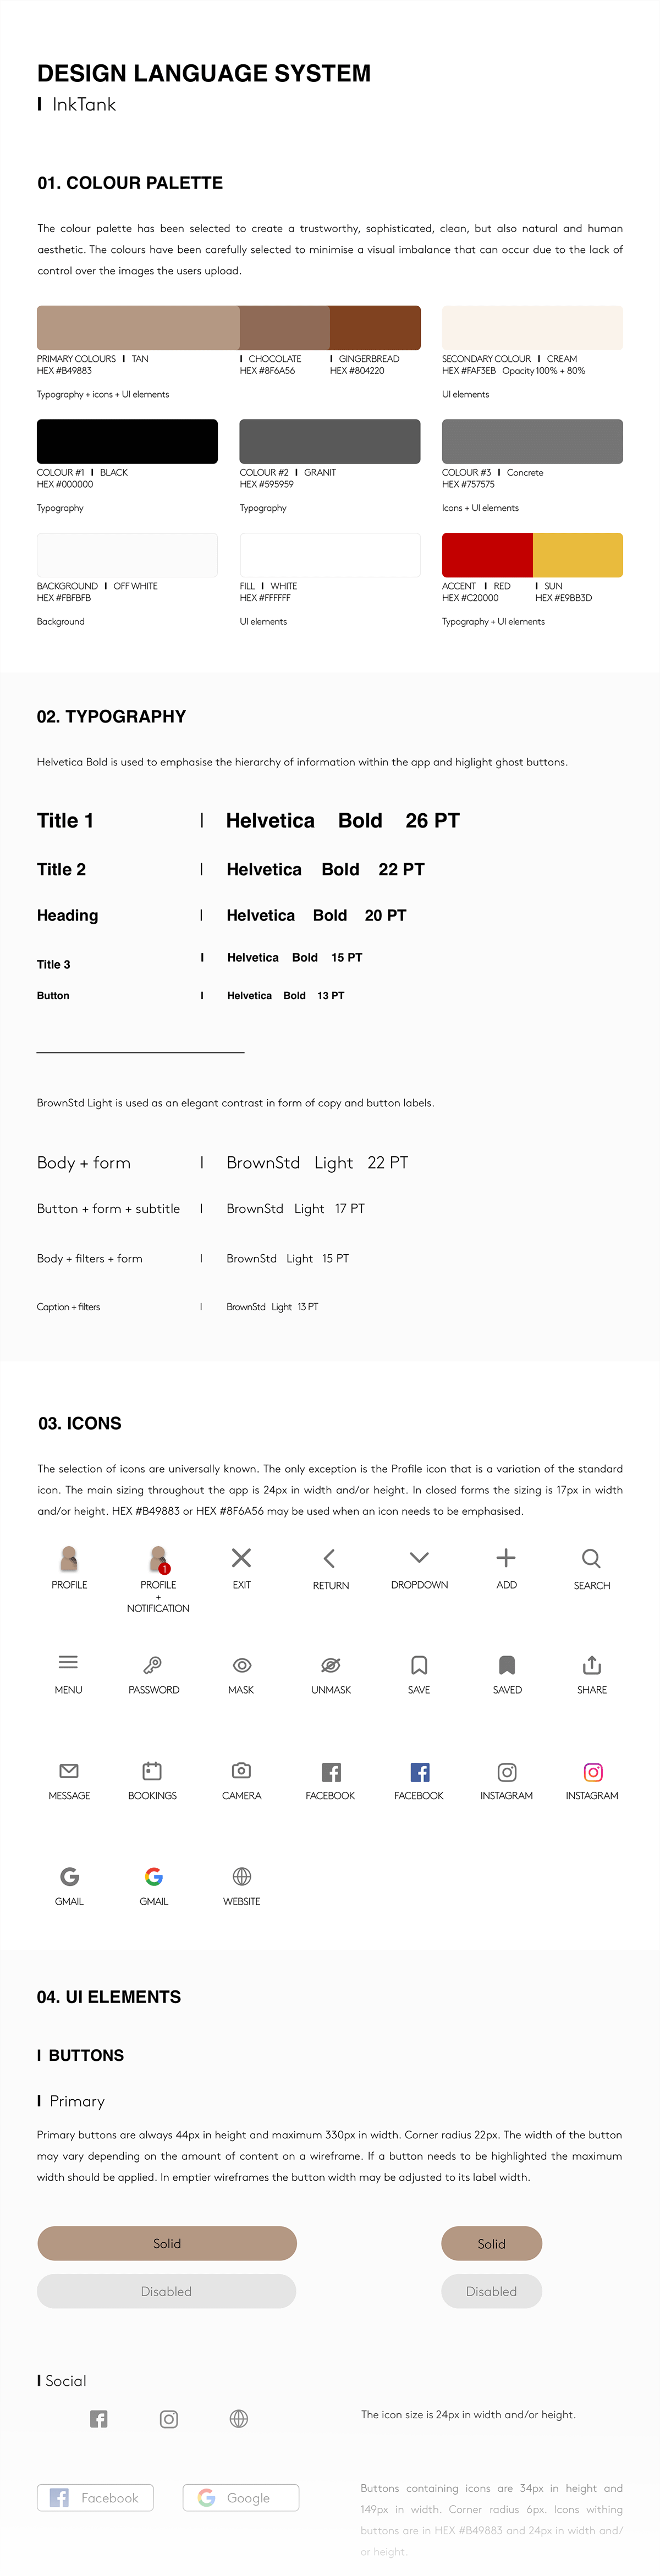 DESIGN LANGUAGE SYSTEM
I InkTank
01. COLOUR PALETTE
The colour palette has been selected to create a trustworthy, sophisticated, clean, but also natural and human
aesthetic. The colours have been carefully selected to minimise a visual imbalance that can occur due to the lack of
control over the images the users upload.
PRIMARY COLOURS I TAN
HEX #B49883
I CHOCOLATE
HEX #8F6A56
I GINGERBREAD
HEX #804220
Typography + icons + UI elements
SECONDARY COLOUR I CREAM
HEX #FAF3EB Opacity 100% + 80%
UI elements
COLOUR #1 I BLACK
HEX #000000
Typography
COLOUR #2 I GRANIT
HEX #595959
Typography
COLOUR #3 I Concrete
HEX #757575
Icons + UI elements
BACKGROUND I OFF WHITE
HEX #FBFBFB
Background
FILL I WHITE
HEX #FFFFFF
UI elements
ACCENT I RED
HEX #C20000
I SUN
HEX #E9BB3D
Typography + UI elements
02. TYPOGRAPHY
Helvetica Bold is used to emphasise the hierarchy of information within the app and higlight ghost buttons.
Title 1 I Helvetica Bold 26 PT
Title 2 I Helvetica Bold 22 PT
Heading I Helvetica Bold 20 PT
Title 3 I Helvetica Bold 15 PT
Button I Helvetica Bold 13 PT
BrownStd Light is used as an elegant contrast in form of copy and button labels.
Body + form I BrownStd Light 22 PT
Button + form + subtitle I BrownStd Light 17 PT
Body + filters + form I BrownStd Light 15 PT
Caption + filters I BrownStd Light 13 PT
03. ICONS
The selection of icons are universally known. The only exception is the Profile icon that is a variation of the standard
icon. The main sizing throughout the app is 24px in width and/or height. In closed forms the sizing is 17px in width
and/or height. HEX #B49883 or HEX #8F6A56 may be used when an icon needs to be emphasised.
1
PROFILE
PROFILE
+
NOTIFICATION
EXIT
RETURN
DROPDOWN
ADD
SEARCH
MENU
PASSWORD
MASK
UNMASK
SAVE
SAVED
SHARE
MESSAGE
BOOKINGS
CAMERA
FACEBOOK
FACEBOOK
INSTAGRAM
INSTAGRAM
GMAIL
GMAIL
WEBSITE
04. UI ELEMENTS
I BUTTONS
I Primary
Primary buttons are always 44px in height and maximum 330px in width. Corner radius 22px. The width of the button
may vary depending on the amount of content on a wireframe. If a button needs to be highlighted the maximum
width should be applied. In emptier wireframes the button width may be adjusted to its label width.
Solid
Solid
Disabled
Disabled
I Social
The icon size is 24px in width and/or height.
Facebook
Google
Buttons containing icons are 34px in height and
149px in width. Corner radius 6px. Icons withing
buttons are in HEX #B49883 and 24px in width and/
or height.